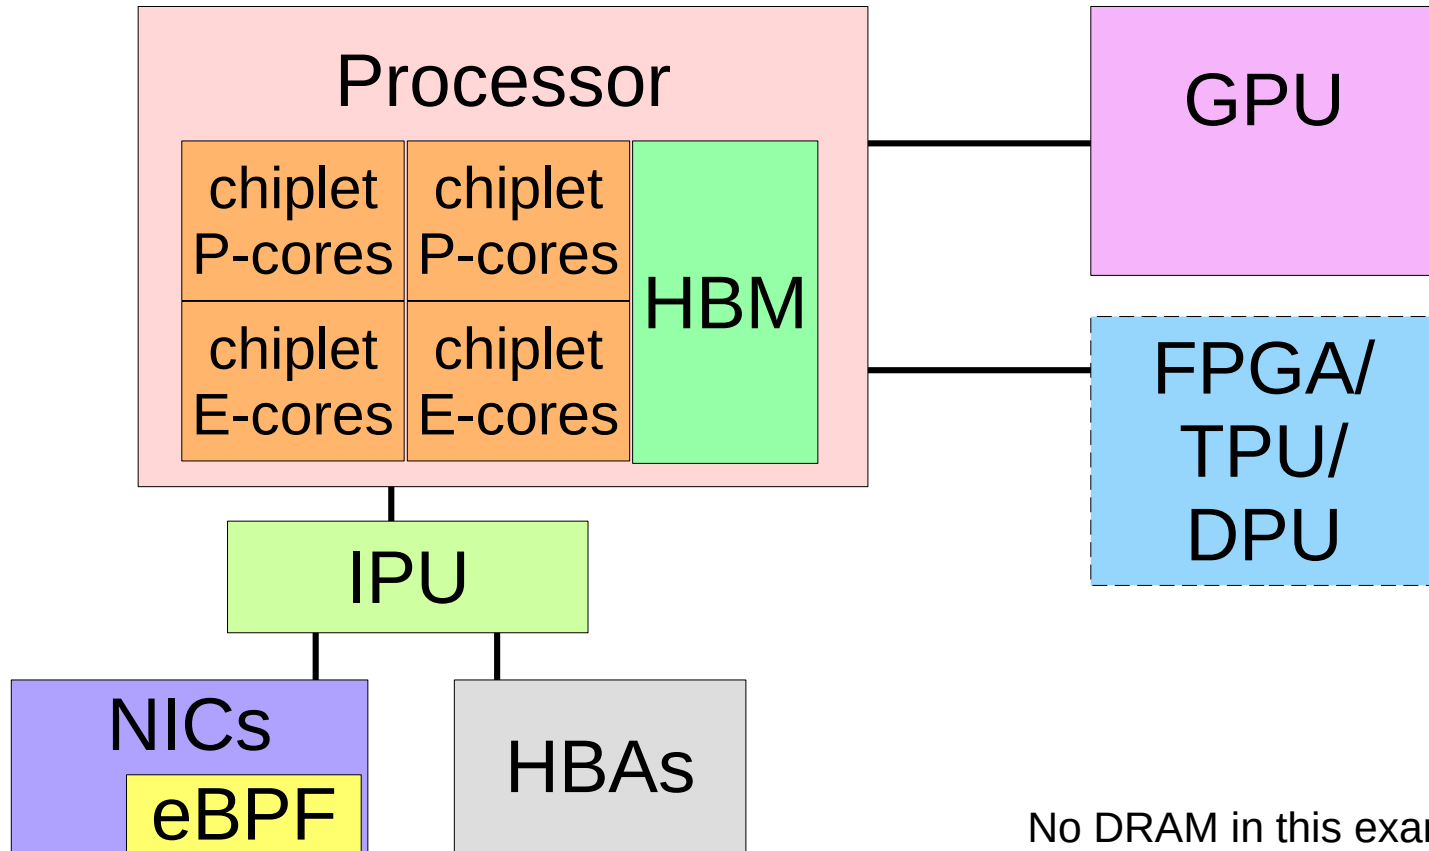 Processor
chiplet
P-cores
chiplet
P-cores
chiplet
E-cores
chiplet
E-cores
HBM
GPU
FPGA/
TPU/
DPU
IPU
NICs
eBPF
HBAs
No DRAM in this